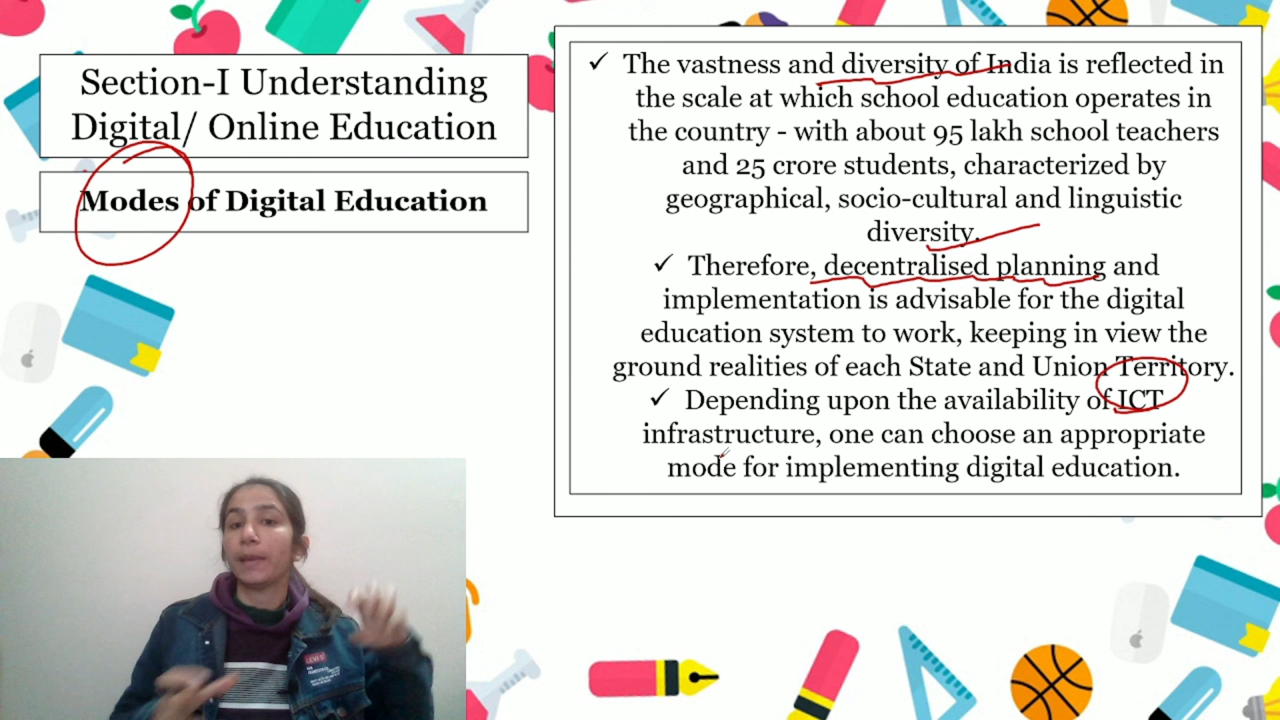 Section-I Understanding
Digital/ Online Education
Modes of Digital Education
✓ The vastness and diversity of India is reflected in
the scale at which school education operates in
the country - with about 95 lakh school teachers
and 25 crore students, characterized by
geographical, socio-cultural and linguistic
diversity.
✓ Therefore, decentralised planning and
implementation is advisable for the digital
education system to work, keeping in view the
ground realities of each State and Union Territory.
✓ Depending upon the availability of ICT
infrastructure, one can choose an appropriate
mode for implementing digital education.